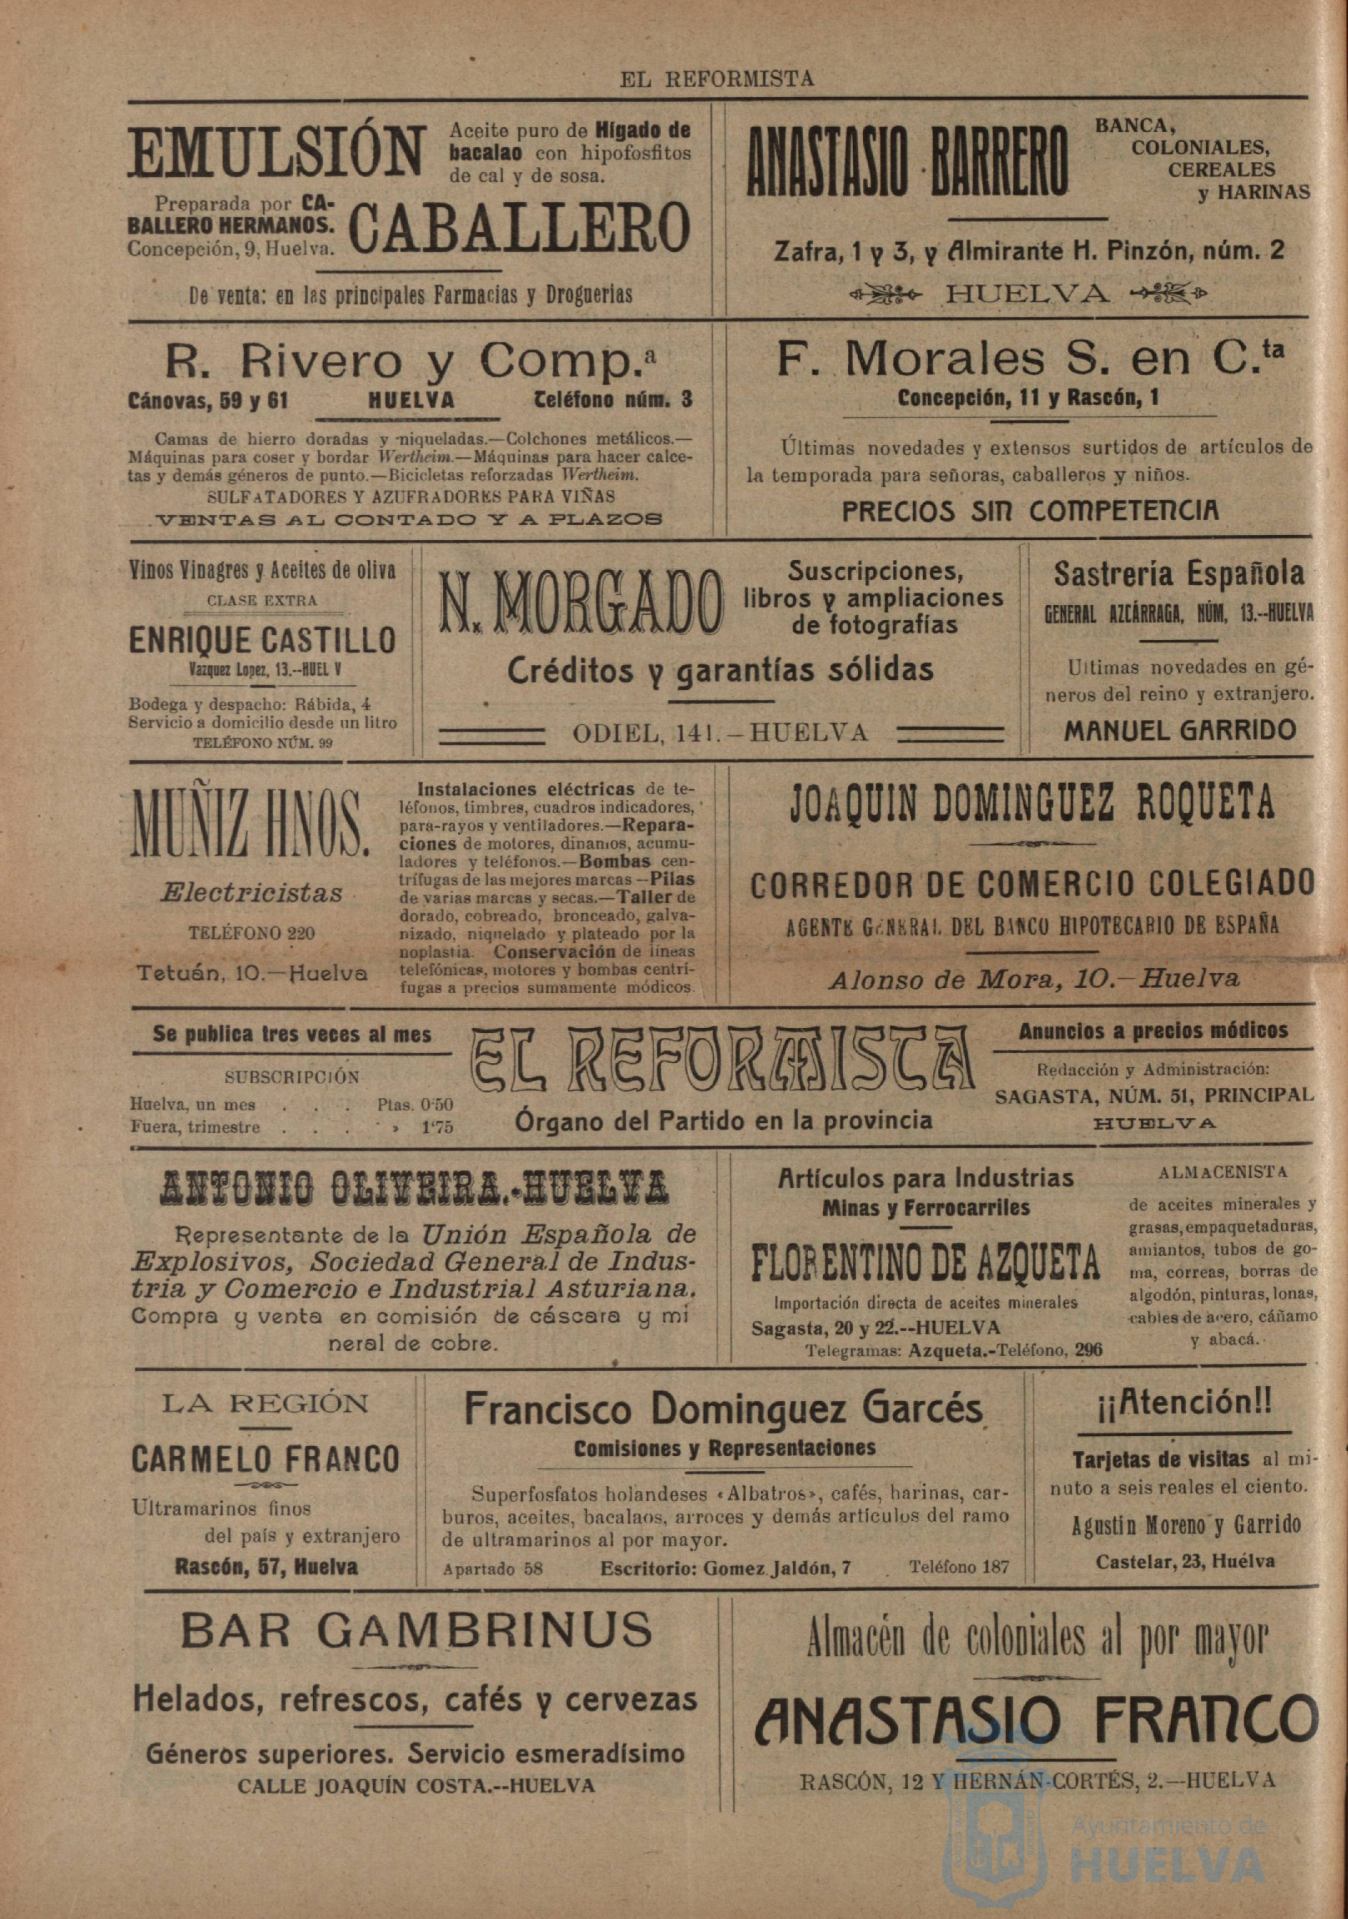 EL REFORMISTA
EMULSIÓN
Aceite puro de Hígado de
bacalao con hipofosfitos
de cal y de sosa.
Preparada por CA-
BALLERO HERMANOS.
Concepción, 9, Huelva.
CABALLERO
De venta: en las principales Farmacias y Droguerias
ANASTASIO BARRERO
BANCA,
COLONIALES,
CEREALES
y HARINAS
Zafra, 1 y 3, y Almirante H. Pinzón, núm. 2
HUELVA
R. Rivero y Comp.ª
Cánovas, 59 y 61 HUELVA Teléfono núm. 3
Camas de hierro doradas y niqueladas.—Colchones metálicos.—
Máquinas para coser y bordar Wertheim.—Máquinas para hacer calce-
tas y demás géneros de punto.—Bicicletas reforzadas Wertheim.
SULFATADORES Y AZUFRADORES PARA VIÑAS
VENTAS AL CONTADO Y A PLAZOS
F. Morales S. en C.ta
Concepción, 11 y Rascón, 1
Últimas novedades y extensos surtidos de artículos de
la temporada para señoras, caballeros y niños.
PRECIOS SIN COMPETENCIA
Vinos Vinagres y Aceites de oliva
CLASE EXTRA
ENRIQUE CASTILLO
Vazquez Lopez, 13.--HUEL V
Bodega y despacho: Rábida, 4
Servicio a domicilio desde un litro
TELÉFONO NÚM. 99
N. MORGADO
Suscripciones,
libros y ampliaciones
de fotografías
Créditos y garantías sólidas
ODIEL, 141.—HUELVA
Sastrería Española
GENERAL AZCÁRRAGA, NÚM, 13.--HUELVA
Ultimas novedades en gé-
neros del reino y extranjero.
MANUEL GARRIDO
MUÑIZ HNOS.
Electricistas
TELÉFONO 220
Tetuán, 10.—Huelva
Instalaciones eléctricas de te-
léfonos, timbres, cuadros indicadores,
para-rayos y ventiladores.—Repara-
ciones de motores, dinamos, acumu-
ladores y teléfonos.—Bombas cen-
trífugas de las mejores marcas—Pilas
de varias marcas y secas.—Taller de
dorado, cobreado, bronceado, galva-
nizado, niquelado y plateado por la
noplastia. Conservación de líneas
telefónicas, motores y bombas centrí-
fugas a precios sumamente módicos.
JOAQUIN DOMINGUEZ ROQUETA
CORREDOR DE COMERCIO COLEGIADO
AGENTE GENERAL DEL BANCO HIPOTECARIO DE ESPAÑA
Alonso de Mora, 10.—Huelva
Se publica tres veces al mes
SUBSCRIPCIÓN
Huelva, un mes . . . Ptas. 0'50
Fuera, trimestre . . . » 1'75
EL REFORMISTA
Órgano del Partido en la provincia
Anuncios a precios módicos
Redacción y Administración:
SAGASTA, NÚM. 51, PRINCIPAL
HUELVA
ANTONIO OLIVEIRA.-HUELVA
Representante de la Unión Española de
Explosivos, Sociedad General de Indus-
tria y Comercio e Industrial Asturiana.
Compra y venta en comisión de cáscara y mi
neral de cobre.
Artículos para Industrias
Minas y Ferrocarriles
FLORENTINO DE AZQUETA
Importación directa de aceites minerales
Sagasta, 20 y 22.--HUELVA
Telegramas: Azqueta.-Teléfono, 296
ALMACENISTA
de aceites minerales y
grasas, empaquetaduras,
amiantos, tubos de go-
ma, correas, borras de
algodón, pinturas, lonas,
cables de acero, cáñamo
y abacá.
LA REGIÓN
CARMELO FRANCO
Ultramarinos finos
del país y extranjero
Rascón, 57, Huelva
Francisco Dominguez Garcés
Comisiones y Representaciones
Superfosfatos holandeses «Albatros», cafés, harinas, car-
buros, aceites, bacalaos, arroces y demás artículos del ramo
de ultramarinos al por mayor.
Apartado 58 Escritorio: Gomez Jaldón, 7 Teléfono 187
¡¡Atención!!
Tarjetas de visitas al mi-
nuto a seis reales el ciento.
Agustin Moreno y Garrido
Castelar, 23, Huelva
BAR GAMBRINUS
Helados, refrescos, cafés y cervezas
Géneros superiores. Servicio esmeradísimo
CALLE JOAQUÍN COSTA.--HUELVA
Almacén de coloniales al por mayor
ANASTASIO FRANCO
RASCÓN, 12 Y HERNÁN-CORTÉS, 2.—HUELVA
Ayuntamiento de
HUELVA